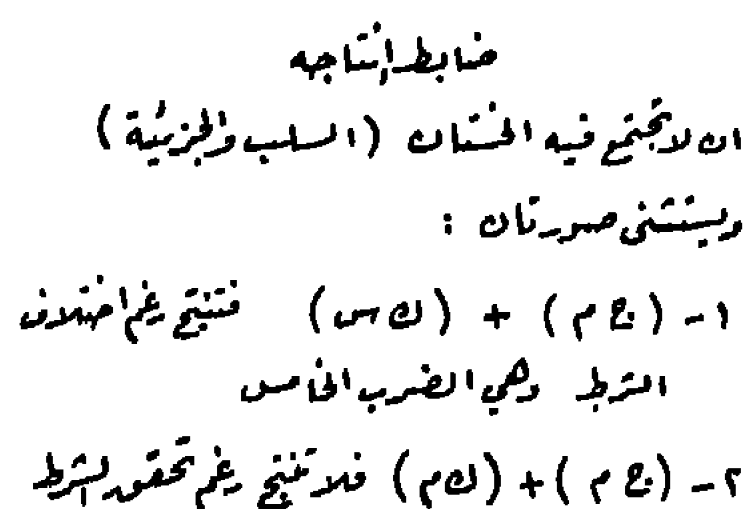 ضابط إنتاجه
ان لا تجتمع فيه الخستان (السلب والجزئية)
ويستثنى صورتان :
١- (ج م) + (ك س) فتنتج رغم اختلاف
الشرط وهي الضرب الخامس
٢- (ج م) + (ك م) فلا تنتج رغم تحقق الشرط